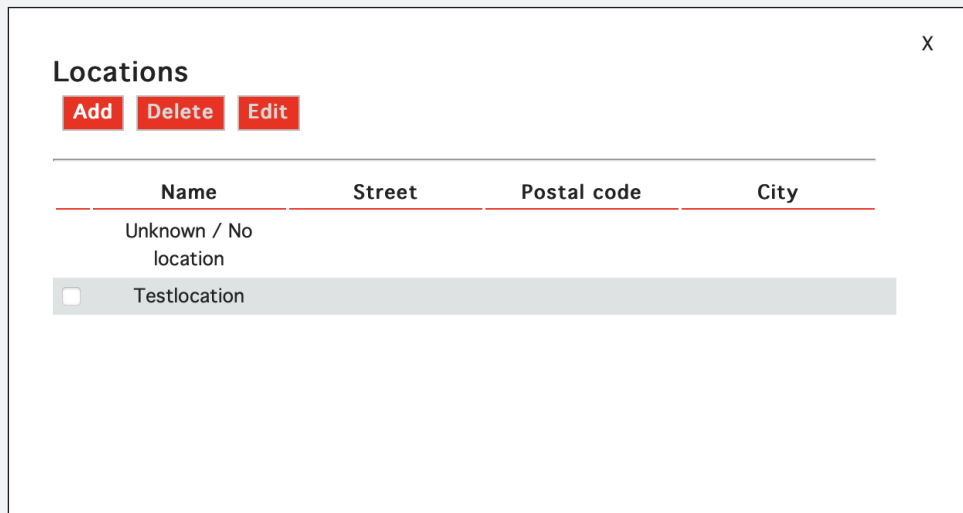 X
Locations
Add Delete Edit
Name Street Postal code City
Unknown / No
location
Testlocation